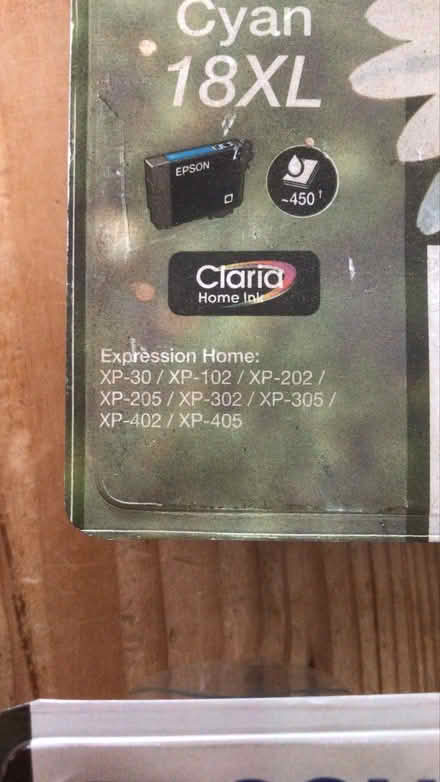 Cyan
18XL
EPSON
~450¹
Claria
Home Ink
Expression Home:
XP-30 / XP-102 / XP-202 /
XP-205 / XP-302 / XP-305 /
XP-402 / XP-405